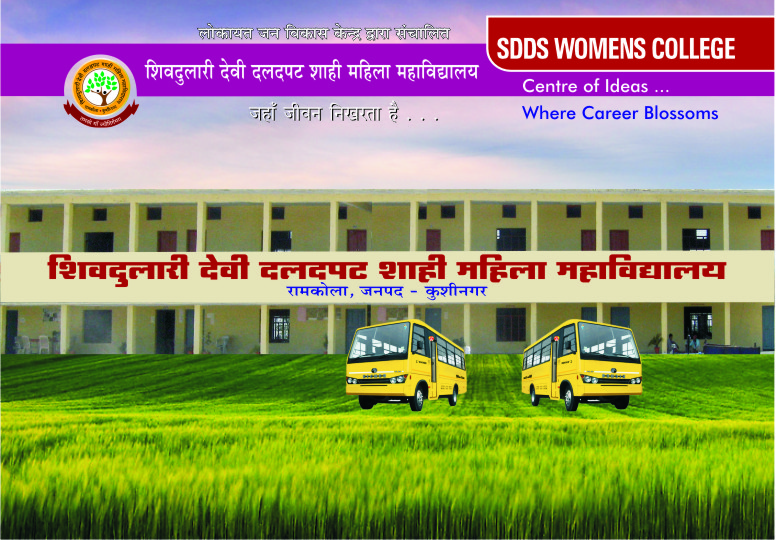 लोकायत जन विकास केन्द्र द्वारा संचालित
शिवदुलारी देवी दलदपट शाही महिला महाविद्यालय
जहाँ जीवन निखरता है . . .
SDDS WOMENS COLLEGE
Centre of Ideas ...
Where Career Blossoms
शिवदुलारी देवी दलदपट शाही महिला महाविद्यालय
रामकोला, जनपद - कुशीनगर